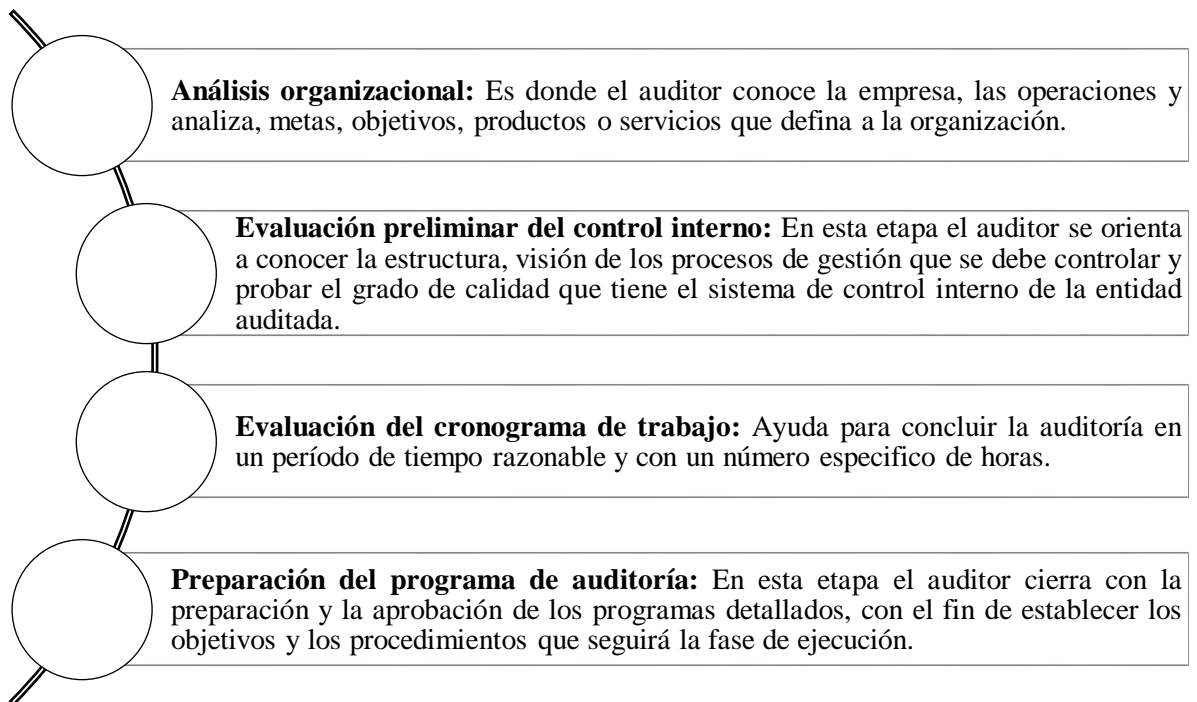 Análisis organizacional: Es donde el auditor conoce la empresa, las operaciones y
analiza, metas, objetivos, productos o servicios que defina a la organización.
Evaluación preliminar del control interno: En esta etapa el auditor se orienta
a conocer la estructura, visión de los procesos de gestión que se debe controlar y
probar el grado de calidad que tiene el sistema de control interno de la entidad
auditada.
Evaluación del cronograma de trabajo: Ayuda para concluir la auditoría en
un período de tiempo razonable y con un número especifico de horas.
Preparación del programa de auditoría: En esta etapa el auditor cierra con la
preparación y la aprobación de los programas detallados, con el fin de establecer los
objetivos y los procedimientos que seguirá la fase de ejecución.